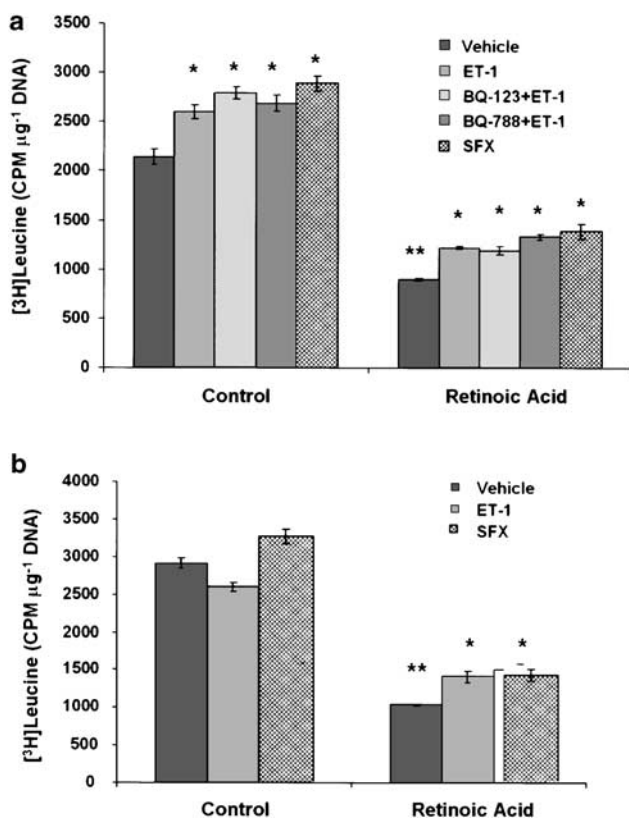 a
[3H]Leucine (CPM μg⁻¹ DNA)
3500
3000
2500
2000
1500
1000
500
0
* * * *
** * * * *
Vehicle
ET-1
BQ-123+ET-1
BQ-788+ET-1
SFX
Control Retinoic Acid
b
[³H]Leucine (CPM μg⁻¹ DNA)
4000
3500
3000
2500
2000
1500
1000
500
0
** * *
Vehicle
ET-1
SFX
Control Retinoic Acid